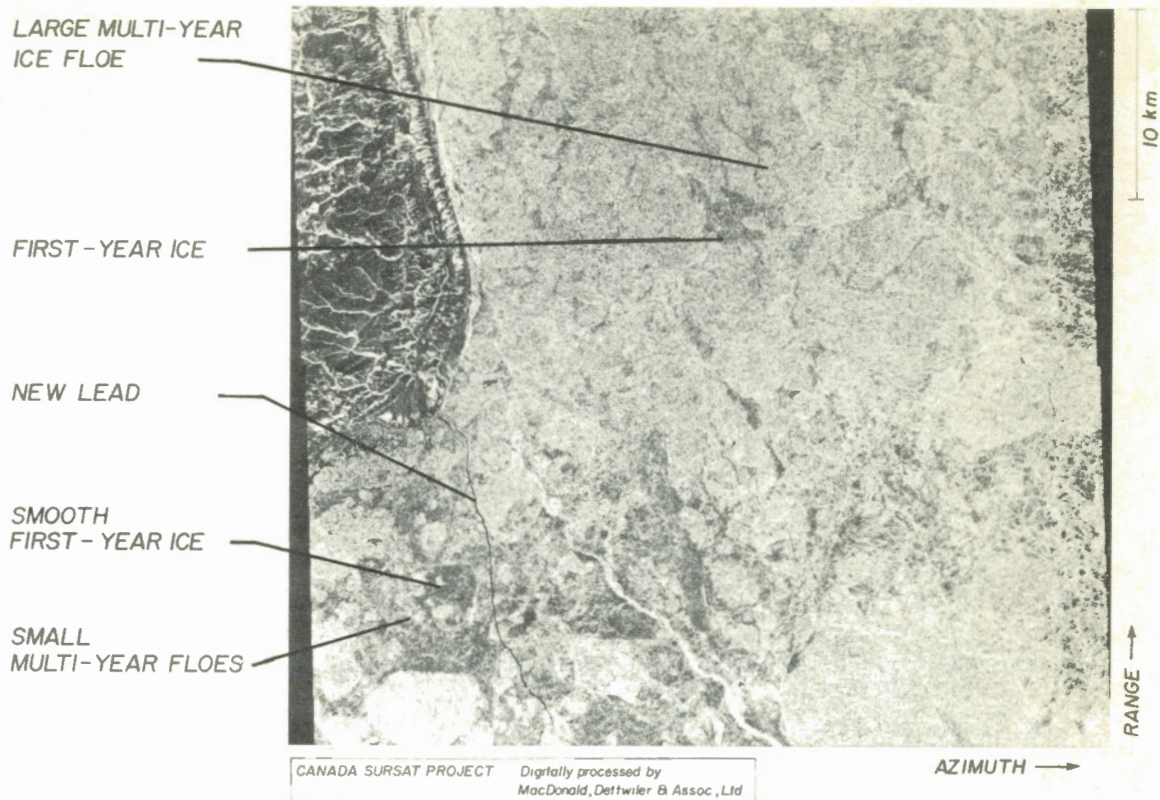 LARGE MULTI-YEAR
ICE FLOE
10 km
FIRST-YEAR ICE
NEW LEAD
SMOOTH
FIRST-YEAR ICE
SMALL
MULTI-YEAR FLOES
RANGE
AZIMUTH
CANADA SURSAT PROJECT Digitally processed by
MacDonald, Dettwiler & Assoc, Ltd